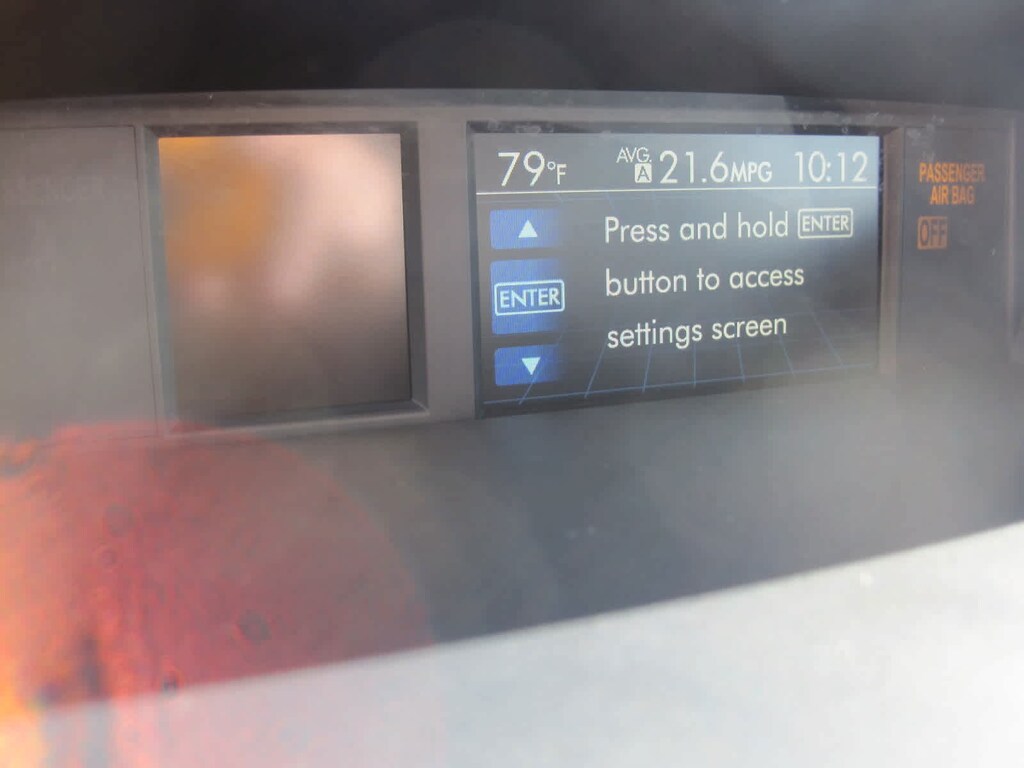 79°F AVG. A 21.6MPG 10:12
PASSENGER
AIR BAG
OFF
Press and hold ENTER
ENTER
button to access
settings screen